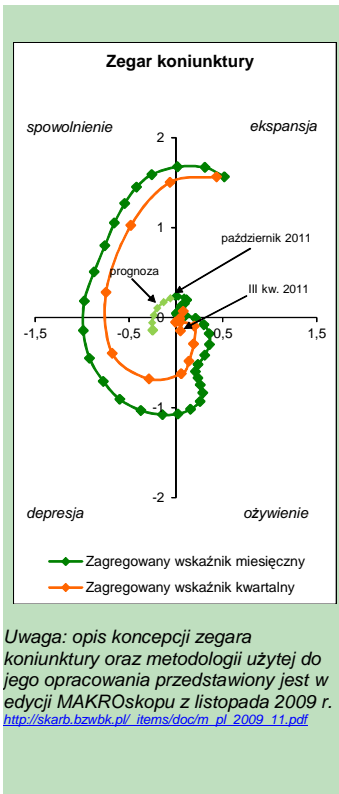 Zegar koniunktury
spowolnienie
ekspansja
2
październik 2011
prognoza
1
III kw. 2011
0
-1,5
-0,5
0,5
1,5
-1
-2
depresja
ożywienie
Zagregowany wskaźnik miesięczny
Zagregowany wskaźnik kwartalny
Uwaga: opis koncepcji zegara
koniunktury oraz metodologii użytej do
jego opracowania przedstawiony jest w
edycji MAKROskopu z listopada 2009 r.
http://skarb.bzwbk.pl/_items/doc/m_pl_2009_11.pdf